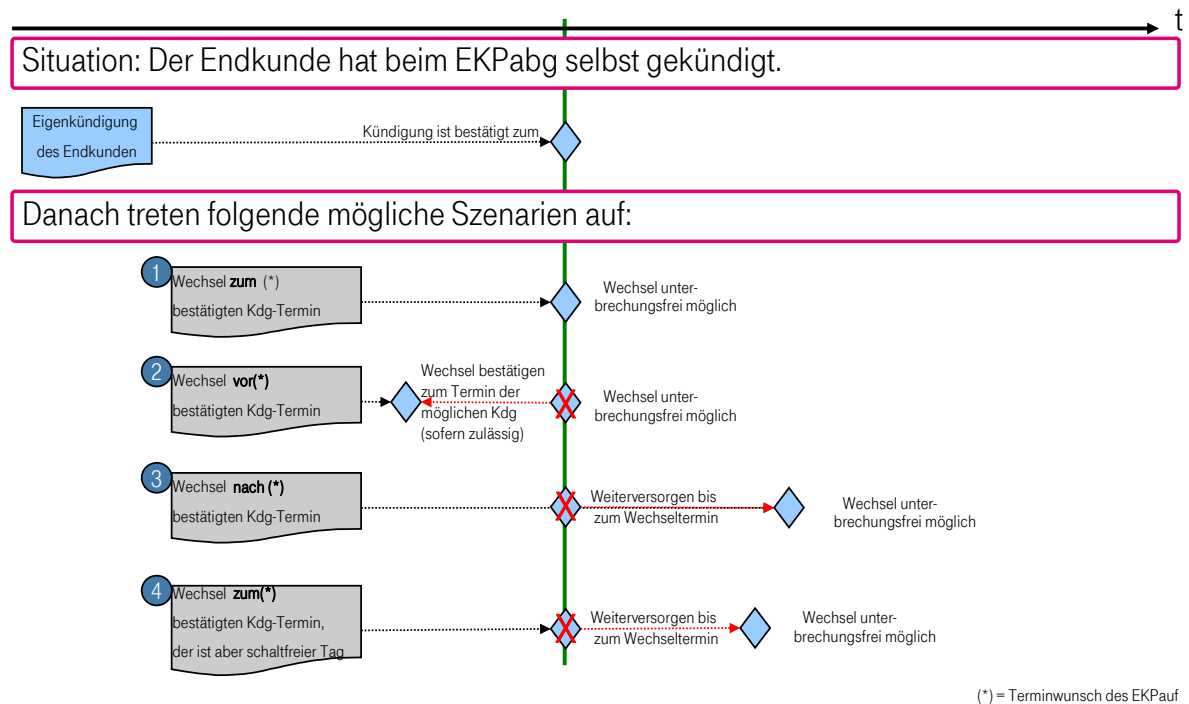 t
Situation: Der Endkunde hat beim EKPabg selbst gekündigt.
Eigenkündigung
des Endkunden
Kündigung ist bestätigt zum
Danach treten folgende mögliche Szenarien auf:
1
Wechsel zum (*)
bestätigten Kdg-Termin
Wechsel unter-
brechungsfrei möglich
2
Wechsel vor(*)
bestätigten Kdg-Termin
Wechsel bestätigen
zum Termin der
möglichen Kdg
(sofern zulässig)
Wechsel unter-
brechungsfrei möglich
3
Wechsel nach (*)
bestätigten Kdg-Termin
Weiterversorgen bis
zum Wechseltermin
Wechsel unter-
brechungsfrei möglich
4
Wechsel zum(*)
bestätigten Kdg-Termin,
der ist aber schaltfreier Tag
Weiterversorgen bis
zum Wechseltermin
Wechsel unter-
brechungsfrei möglich
(*) = Terminwunsch des EKPauf